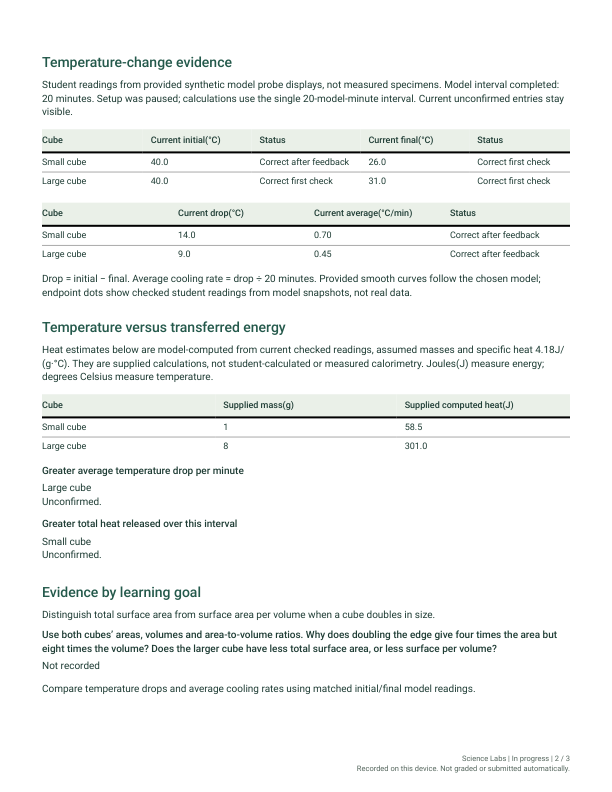 Temperature-change evidence
Student readings from provided synthetic model probe displays, not measured specimens. Model interval completed:
20 minutes. Setup was paused; calculations use the single 20-model-minute interval. Current unconfirmed entries stay
visible.
Cube Current initial(°C) Status Current final(°C) Status
Small cube 40.0 Correct after feedback 26.0 Correct first check
Large cube 40.0 Correct first check 31.0 Correct first check
Cube Current drop(°C) Current average(°C/min) Status
Small cube 14.0 0.70 Correct after feedback
Large cube 9.0 0.45 Correct after feedback
Drop = initial − final. Average cooling rate = drop ÷ 20 minutes. Provided smooth curves follow the chosen model;
endpoint dots show checked student readings from model snapshots, not real data.
Temperature versus transferred energy
Heat estimates below are model-computed from current checked readings, assumed masses and specific heat 4.18J/
(g·°C). They are supplied calculations, not student-calculated or measured calorimetry. Joules(J) measure energy;
degrees Celsius measure temperature.
Cube Supplied mass(g) Supplied computed heat(J)
Small cube 1 58.5
Large cube 8 301.0
Greater average temperature drop per minute
Large cube
Unconfirmed.
Greater total heat released over this interval
Small cube
Unconfirmed.
Evidence by learning goal
Distinguish total surface area from surface area per volume when a cube doubles in size.
Use both cubes’ areas, volumes and area-to-volume ratios. Why does doubling the edge give four times the area but
eight times the volume? Does the larger cube have less total surface area, or less surface per volume?
Not recorded
Compare temperature drops and average cooling rates using matched initial/final model readings.
Science Labs | In progress | 2 / 3
Recorded on this device. Not graded or submitted automatically.